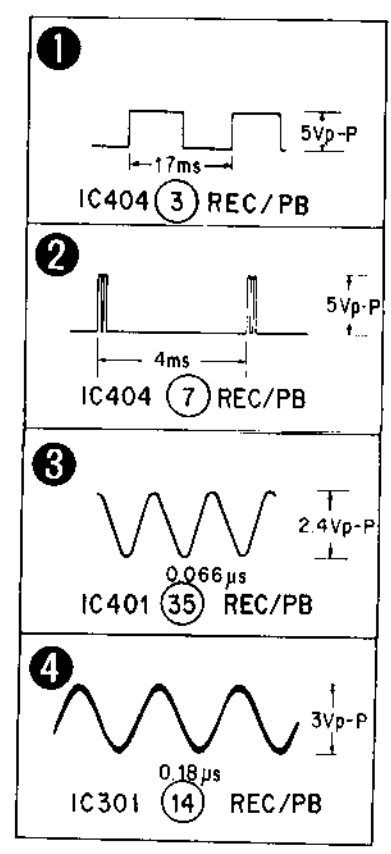 1
5Vp-P
17ms
IC404 3 REC/PB
2
5Vp-P
4ms
IC404 7 REC/PB
3
2.4Vp-P
0.066µs
IC401 35 REC/PB
4
3Vp-P
0.18µs
IC301 14 REC/PB